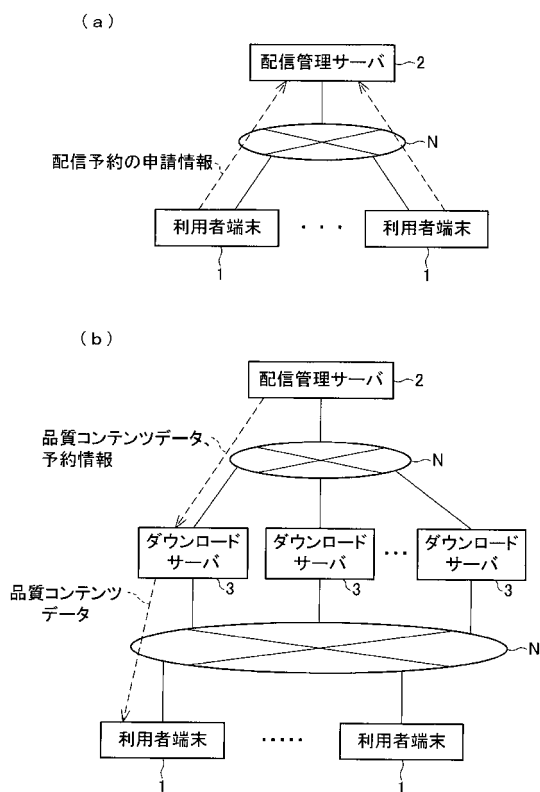 (a)
配信管理サーバ
2
N
配信予約の申請情報
利用者端末
・・・
利用者端末
1
1
(b)
配信管理サーバ
2
品質コンテンツデータ、
予約情報
N
ダウンロード
サーバ
ダウンロード
サーバ
・・・
ダウンロード
サーバ
3
3
3
品質コンテンツ
データ
N
利用者端末
・・・・・
利用者端末
1
1